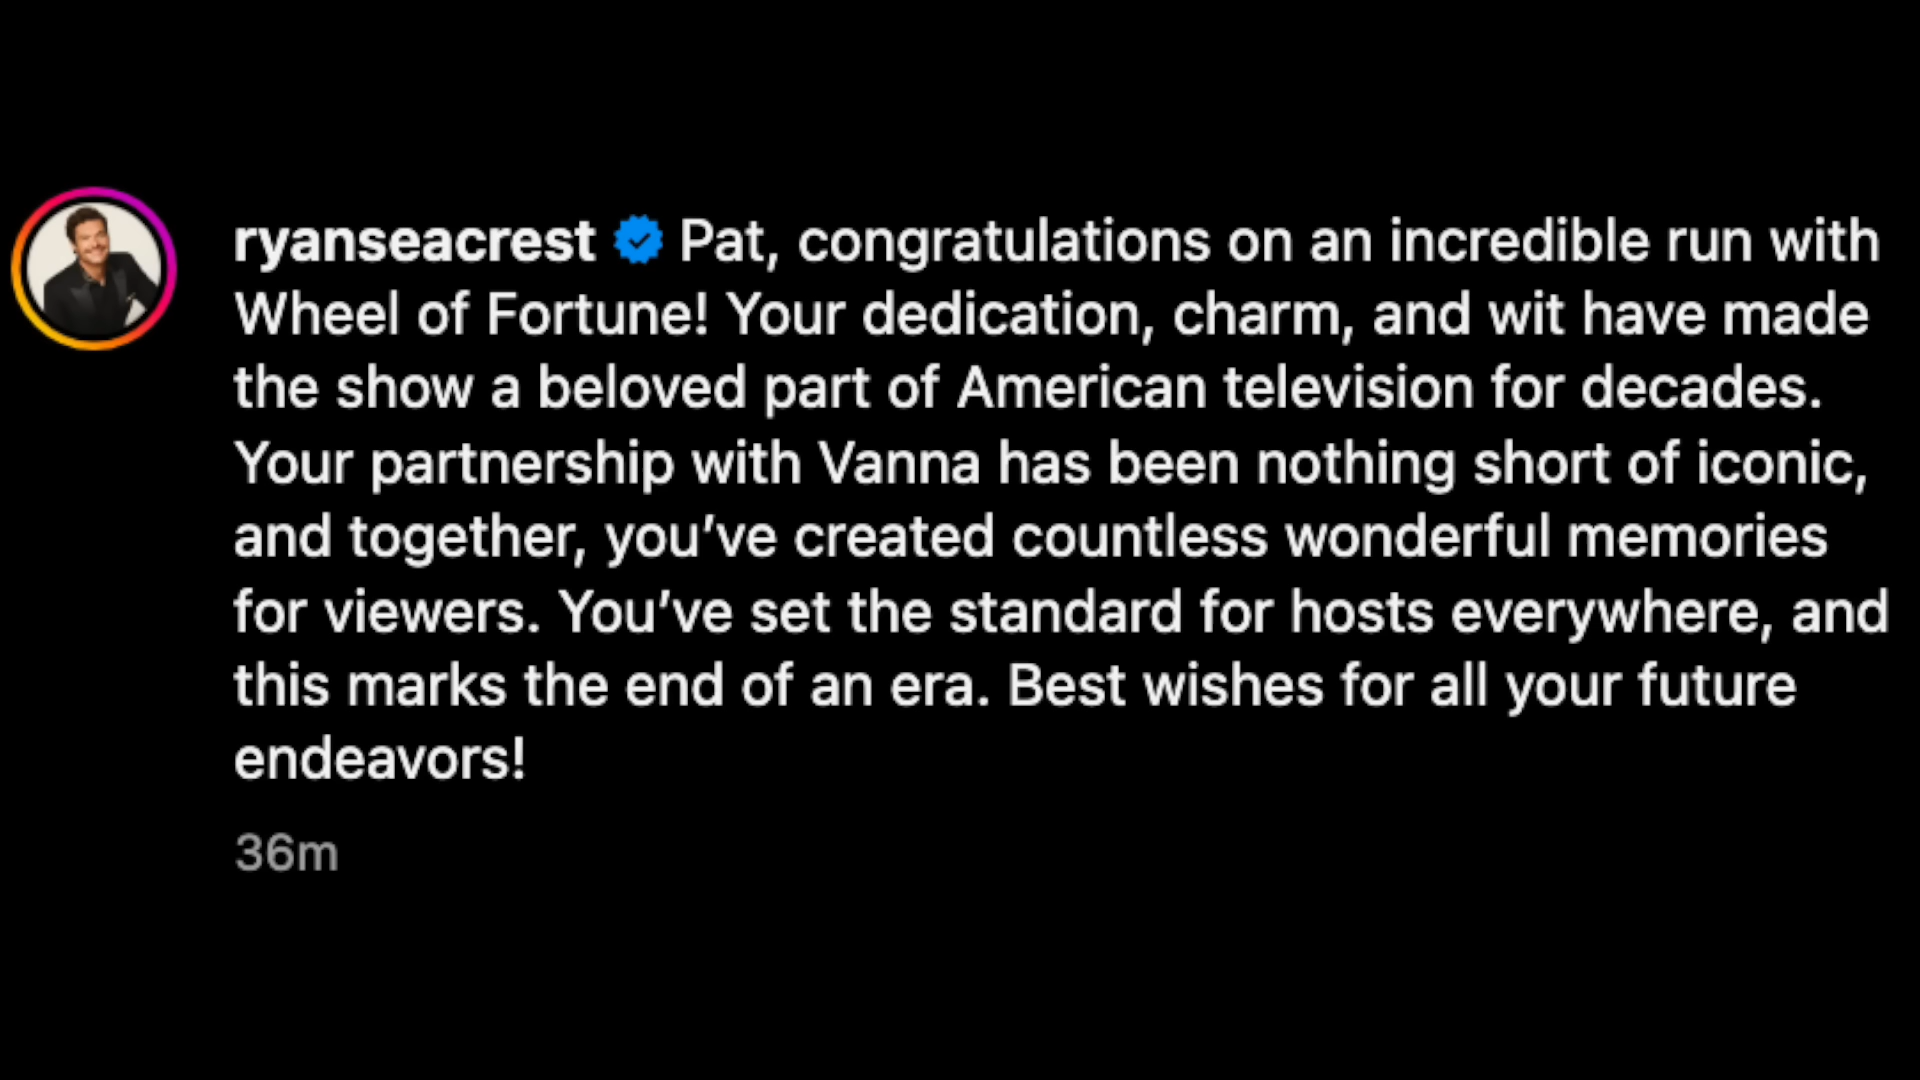 ryanseacrest Pat, congratulations on an incredible run with
Wheel of Fortune! Your dedication, charm, and wit have made
the show a beloved part of American television for decades.
Your partnership with Vanna has been nothing short of iconic,
and together, you’ve created countless wonderful memories
for viewers. You’ve set the standard for hosts everywhere, and
this marks the end of an era. Best wishes for all your future
endeavors!
36m